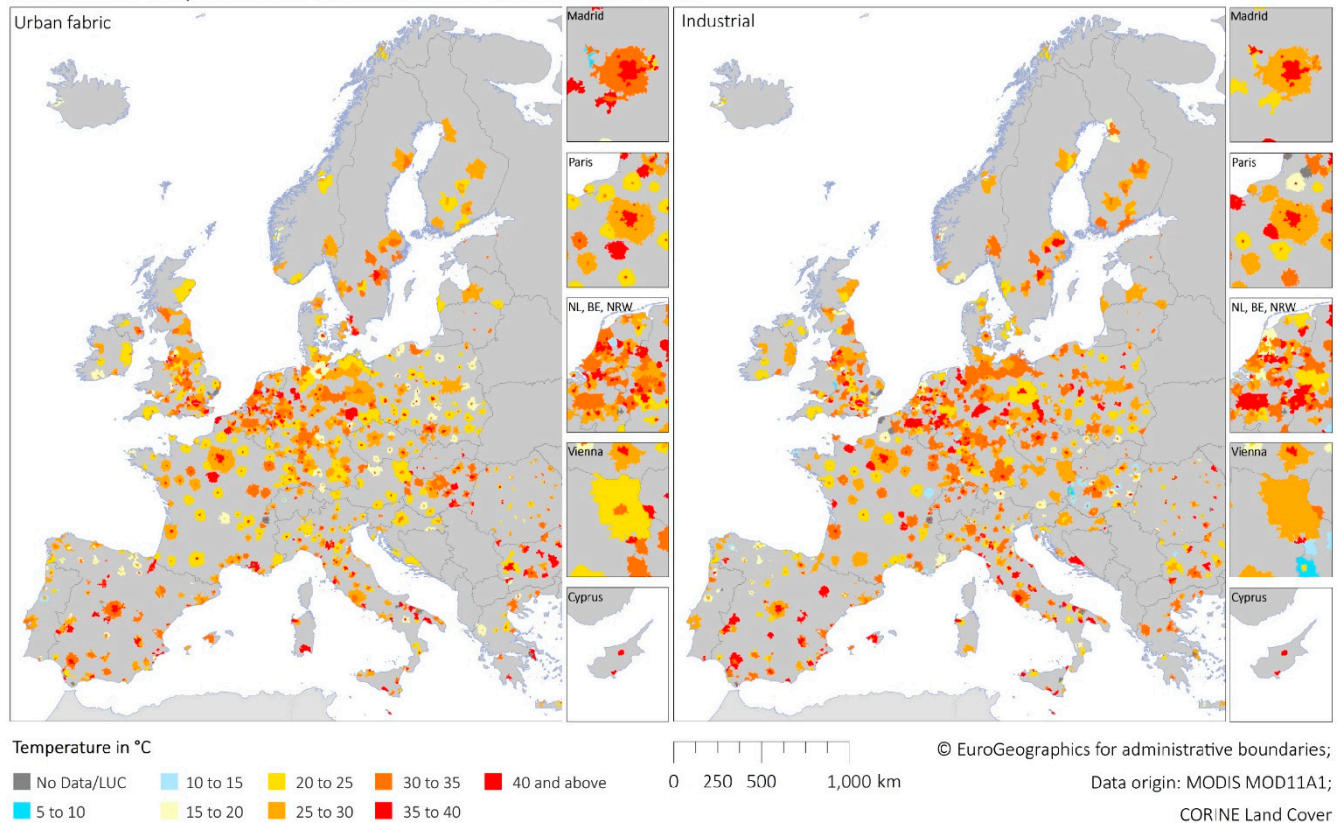 Urban fabric
Madrid
Paris
NL, BE, NRW
Vienna
Cyprus
Industrial
Madrid
Paris
NL, BE, NRW
Vienna
Cyprus
Temperature in °C
No Data/LUC
5 to 10
10 to 15
15 to 20
20 to 25
25 to 30
30 to 35
35 to 40
40 and above
0 250 500 1,000 km
© EuroGeographics for administrative boundaries;
Data origin: MODIS MOD11A1;
CORINE Land Cover